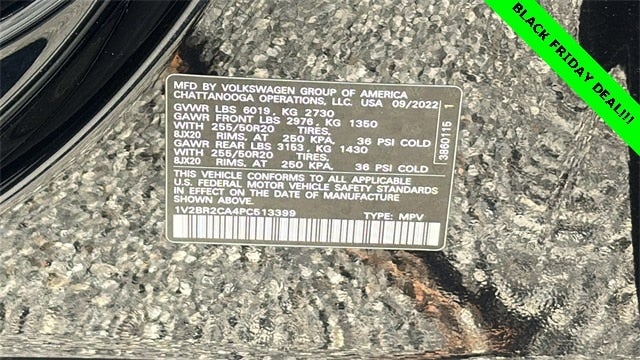 BLACK FRIDAY DEAL!!!
MFD BY VOLKSWAGEN GROUP OF AMERICA
CHATTANOOGA OPERATIONS, LLC. USA 09/2022
GVWR LBS 6019, KG 2730
GAWR FRONT LBS 2976, KG 1350
WITH 255/50R20 TIRES.
8JX20 RIMS. AT 250 KPA. 36 PSI COLD
GAWR REAR LBS 3153, KG 1430
WITH 255/50R20 TIRES.
8JX20 RIMS. AT 250 KPA. 36 PSI COLD
THIS VEHICLE CONFORMS TO ALL APPLICABLE
U.S. FEDERAL MOTOR VEHICLE SAFETY STANDARDS
IN EFFECT ON THE DATE OF MANUFACTURE
SHOWN ABOVE.
1V2BR2CA4PC513399 TYPE: MPV
3860115 1